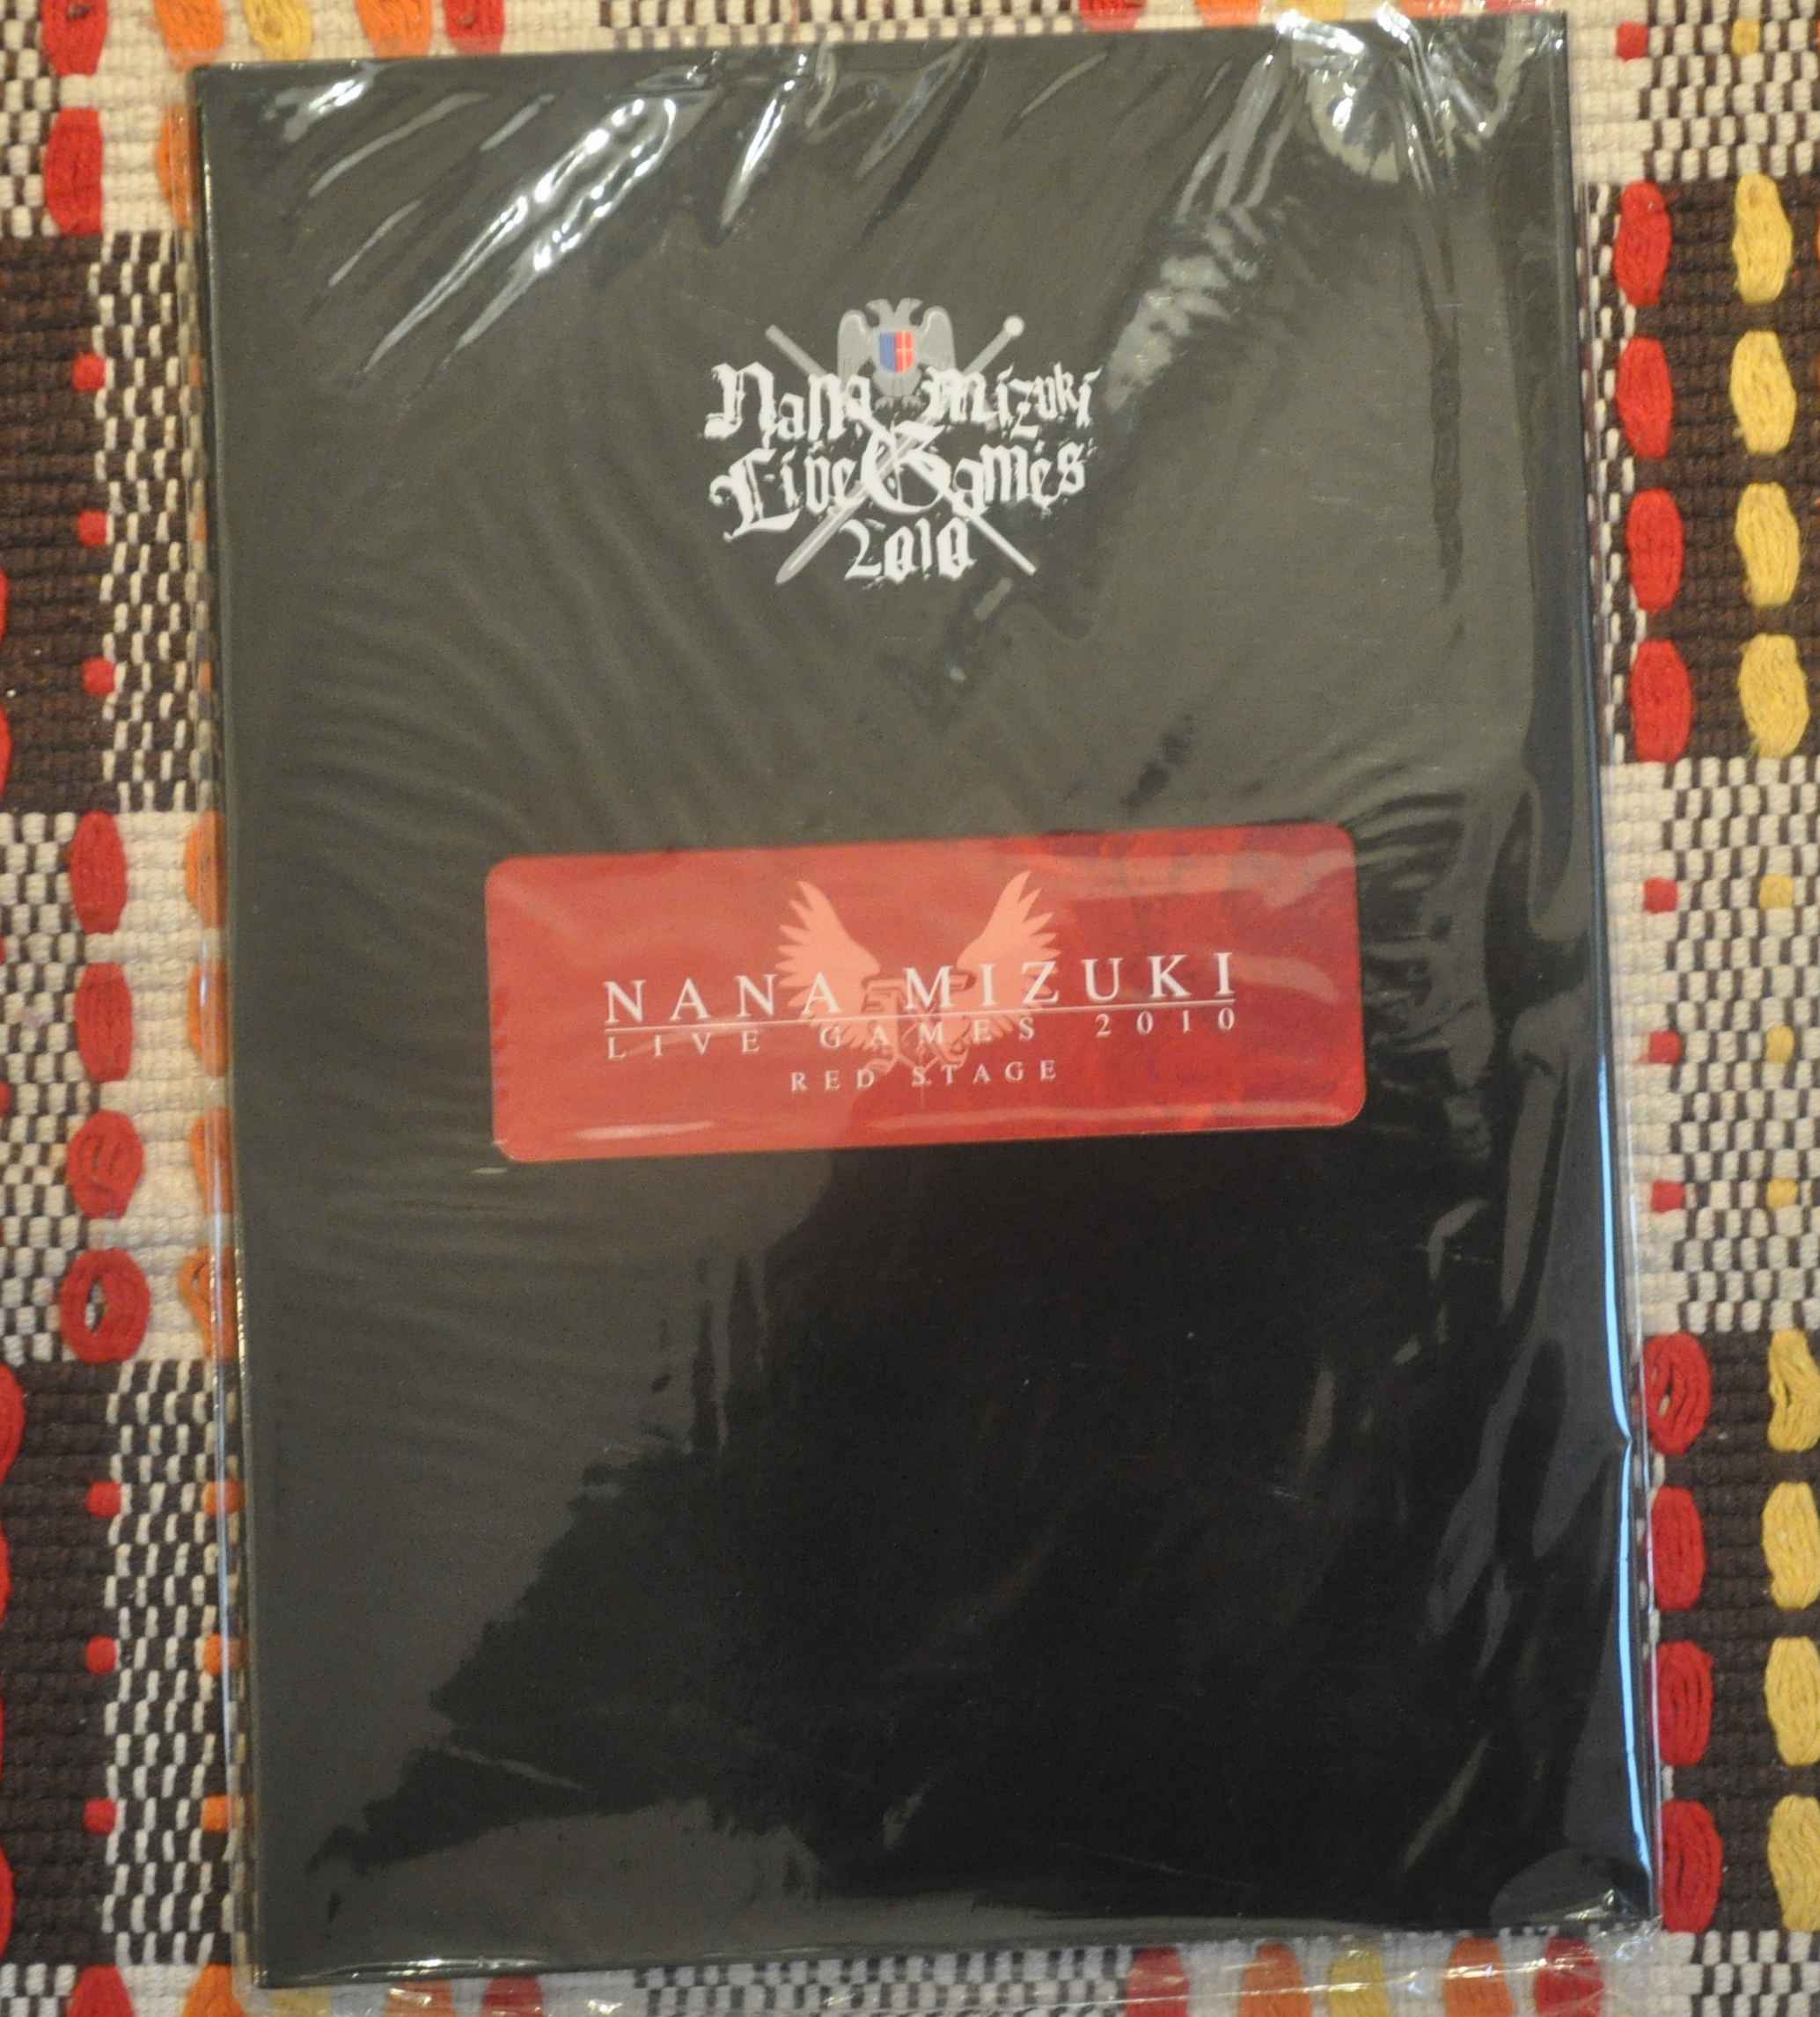 Nana Mizuki
Live Games
2010
NANA MIZUKI
LIVE GAMES 2010
RED STAGE